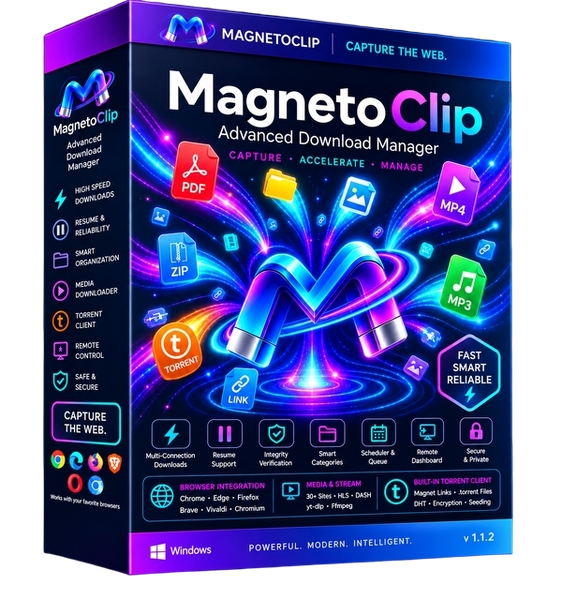 MAGNETOCLIP
CAPTURE THE WEB.
MagnetoClip
Advanced Download Manager
CAPTURE • ACCELERATE • MANAGE
PDF
MP4
ZIP
MP3
TORRENT
LINK
FAST
SMART
RELIABLE
Multi-Connection
Downloads
Resume
Support
Integrity
Verification
Smart
Categories
Scheduler &
Queue
Remote
Dashboard
Secure
& Private
BROWSER INTEGRATION
Chrome • Edge • Firefox
Brave • Vivaldi • Chromium
MEDIA & STREAM
30+ Sites • HLS • DASH
yt-dlp • Ffmpeg
BUILT-IN TORRENT CLIENT
Magnet Links • .torrent Files
DHT • Encryption • Seeding
Windows
POWERFUL. MODERN. INTELLIGENT.
v 1.1.2
MagnetoClip
Advanced
Download
Manager
HIGH SPEED
DOWNLOADS
RESUME &
RELIABILITY
SMART
ORGANIZATION
MEDIA
DOWNLOADER
TORRENT
CLIENT
REMOTE
CONTROL
SAFE &
SECURE
CAPTURE
THE WEB.
Works with your favorite browsers